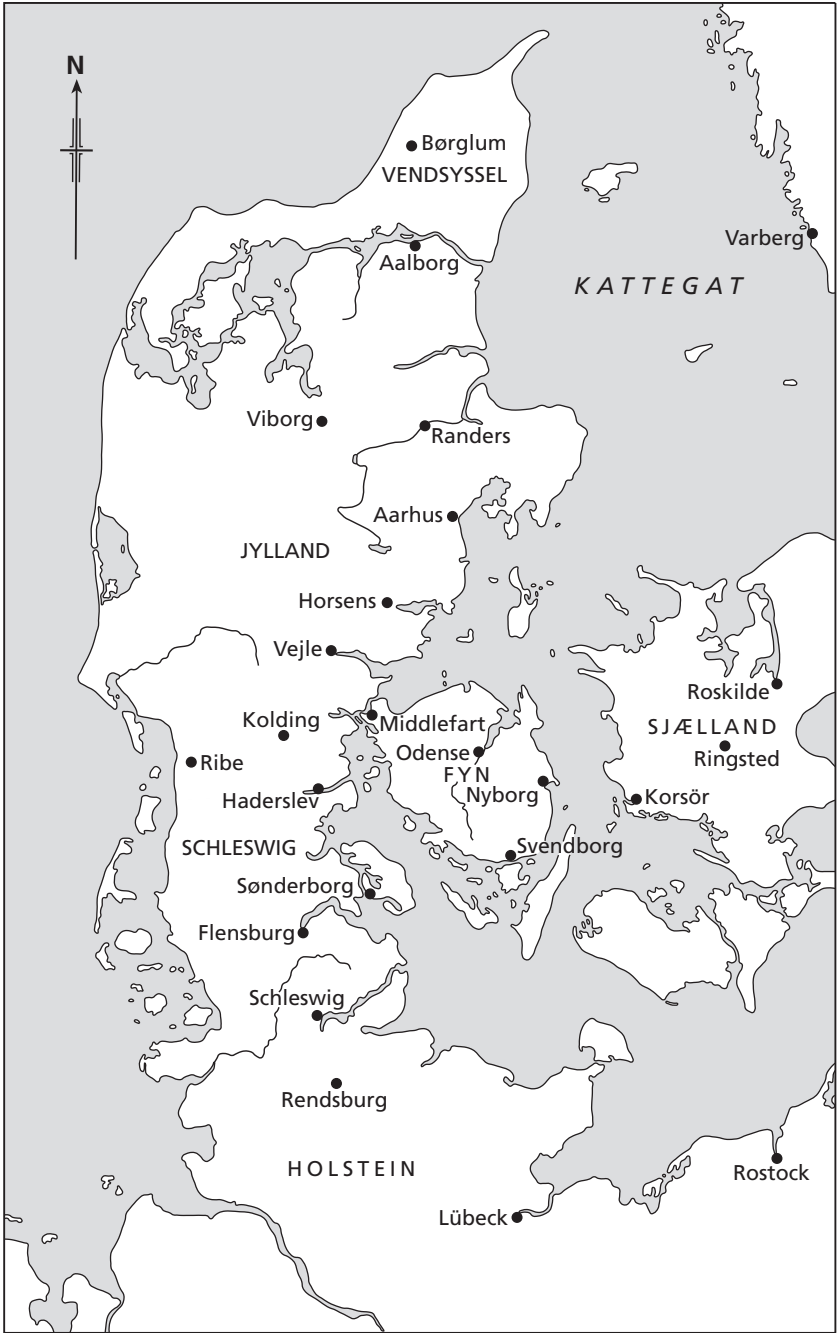 N
Børglum
VENDSYSSEL
Varberg
Aalborg
KATTEGAT
Viborg
Randers
Aarhus
JYLLAND
Horsens
Vejle
Roskilde
Kolding
Middlefart
SJÆLLAND
Odense
Ringsted
Ribe
FYN
Nyborg
Haderslev
Korsör
SCHLESWIG
Svendborg
Sønderborg
Flensburg
Schleswig
Rendsburg
HOLSTEIN
Rostock
Lübeck